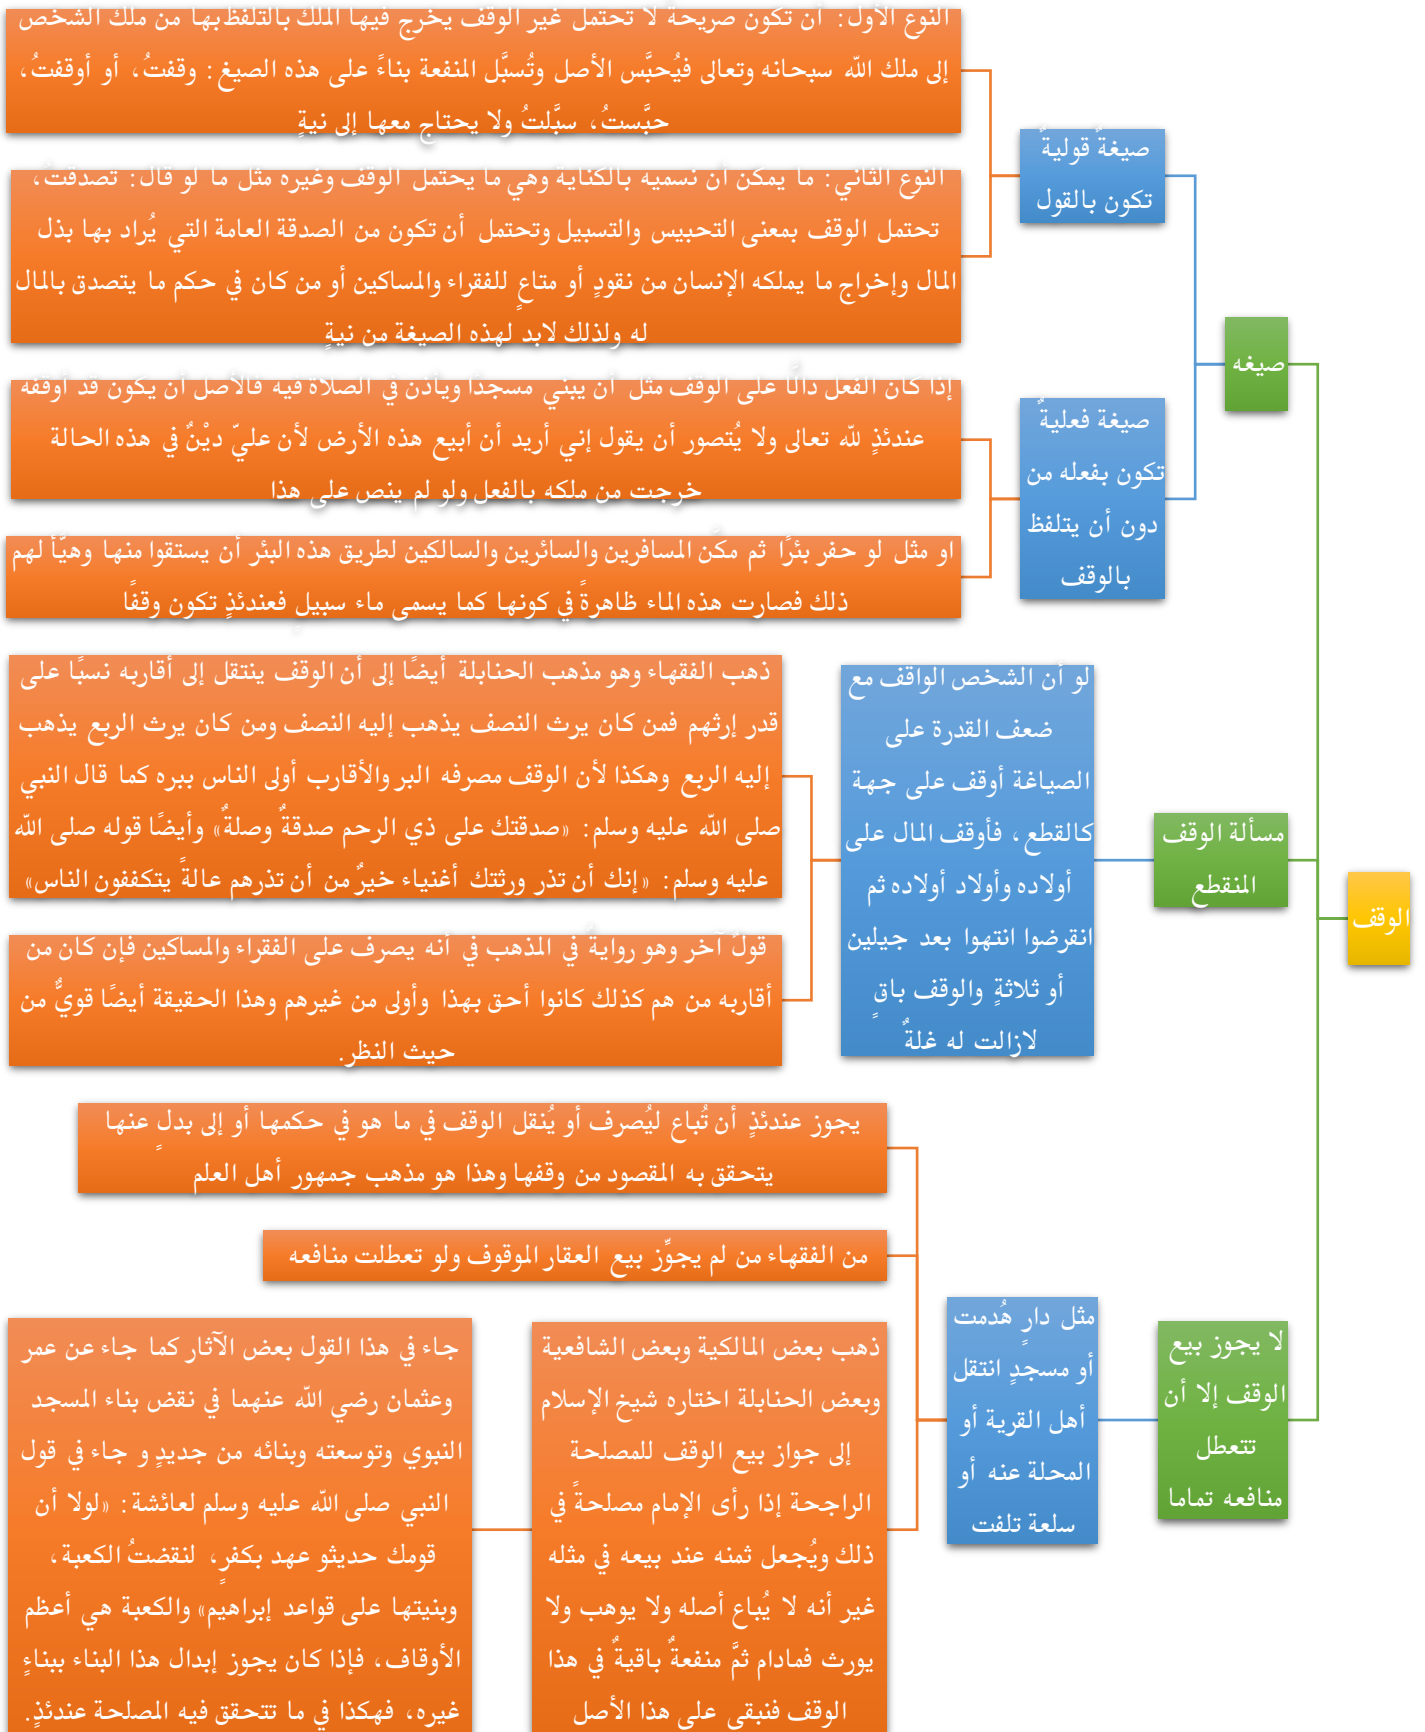 الوقف
صيغه
صيغةٌ قوليةٌ
تكون بالقول
النوع الأول: أن تكون صريحةً لا تحتمل غير الوقف يخرج فيها الملك بالتلفظ بها من ملك الشخص
إلى ملك الله سبحانه وتعالى فيُحبَّس الأصل وتُسبَّل المنفعة بناءً على هذه الصيغ: وقفتُ، أو أوقفتُ،
حبَّستُ، سبَّلتُ ولا يحتاج معها إلى نيةٍ
النوع الثاني: ما يمكن أن نسميه بالكناية وهي ما يحتمل الوقف وغيره مثل ما لو قال: تصدقتُ،
تحتمل الوقف بمعنى التحبيس والتسبيل وتحتمل أن تكون من الصدقة العامة التي يُراد بها بذل
المال وإخراج ما يملكه الإنسان من نقودٍ أو متاعٍ للفقراء والمساكين أو من كان في حكم ما يتصدق بالمال
له ولذلك لابد لهذه الصيغة من نيةٍ
صيغة فعليةٌ
تكون بفعله من
دون أن يتلفظ
بالوقف
إذا كان الفعل دالًّا على الوقف مثل أن يبني مسجدًا ويأذن في الصلاة فيه فالأصل أن يكون قد أوقفه
عندئذٍ لله تعالى ولا يُتصور أن يقول إني أريد أن أبيع هذه الأرض لأن عليّ ديْنٌ في هذه الحالة
خرجت من ملكه بالفعل ولو لم ينص على هذا
او مثل لو حفر بئرًا ثم مكَّن المسافرين والسائرين والسالكين لطريق هذه البئر أن يستقوا منها وهيَّأ لهم
ذلك فصارت هذه الماء ظاهرةً في كونها كما يسمى ماء سبيلٍ فعندئذٍ تكون وقفًا
مسألة الوقف
المنقطع
لو أن الشخص الواقف مع
ضعف القدرة على
الصياغة أوقف على جهة
كالقطع، فأوقف المال على
أولاده وأولاد أولاده ثم
انقرضوا انتهوا بعد جيلين
أو ثلاثةٍ والوقف باقٍ
لازالت له غلةٌ
ذهب الفقهاء وهو مذهب الحنابلة أيضًا إلى أن الوقف ينتقل إلى أقاربه نسبًا على
قدر إرثهم فمن كان يرث النصف يذهب إليه النصف ومن كان يرث الربع يذهب
إليه الربع وهكذا لأن الوقف مصرفه البر والأقارب أولى الناس ببره كما قال النبي
صلى الله عليه وسلم: «صدقتك على ذي الرحم صدقةٌ وصلةٌ» وأيضًا قوله صلى الله
عليه وسلم: «إنك أن تذر ورثتك أغنياء خيرٌ من أن تذرهم عالةً يتكففون الناس»
قولٌ آخر وهو روايةٌ في المذهب في أنه يصرف على الفقراء والمساكين فإن كان من
أقاربه من هم كذلك كانوا أحق بهذا وأولى من غيرهم وهذا الحقيقة أيضًا قويٌّ من
حيث النظر.
لا يجوز بيع
الوقف إلا أن
تتعطل
منافعه تماما
مثل دارٍ هُدمت
أو مسجدٍ انتقل
أهل القرية أو
المحلة عنه أو
سلعة تلفت
يجوز عندئذٍ أن تُباع ليُصرف أو يُنقل الوقف في ما هو في حكمها أو إلى بدلٍ عنها
يتحقق به المقصود من وقفها وهذا هو مذهب جمهور أهل العلم
من الفقهاء من لم يجوِّز بيع العقار الموقوف ولو تعطلت منافعه
ذهب بعض المالكية وبعض الشافعية
وبعض الحنابلة اختاره شيخ الإسلام
إلى جواز بيع الوقف للمصلحة
الراجحة إذا رأى الإمام مصلحةً في
ذلك ويُجعل ثمنه عند بيعه في مثله
غير أنه لا يُباع أصله ولا يوهب ولا
يورث فمادام ثمَّ منفعةٌ باقيةٌ في هذا
الوقف فنبقى على هذا الأصل
جاء في هذا القول بعض الآثار كما جاء عن عمر
وعثمان رضي الله عنهما في نقض بناء المسجد
النبوي وتوسعته وبنائه من جديدٍ و جاء في قول
النبي صلى الله عليه وسلم لعائشة: «لولا أن
قومك حديثو عهد بكفرٍ، لنقضتُ الكعبة،
وبنيتها على قواعد إبراهيم» والكعبة هي أعظم
الأوقاف، فإذا كان يجوز إبدال هذا البناء ببناءٍ
غيره، فهكذا في ما تتحقق فيه المصلحة عندئذٍ.